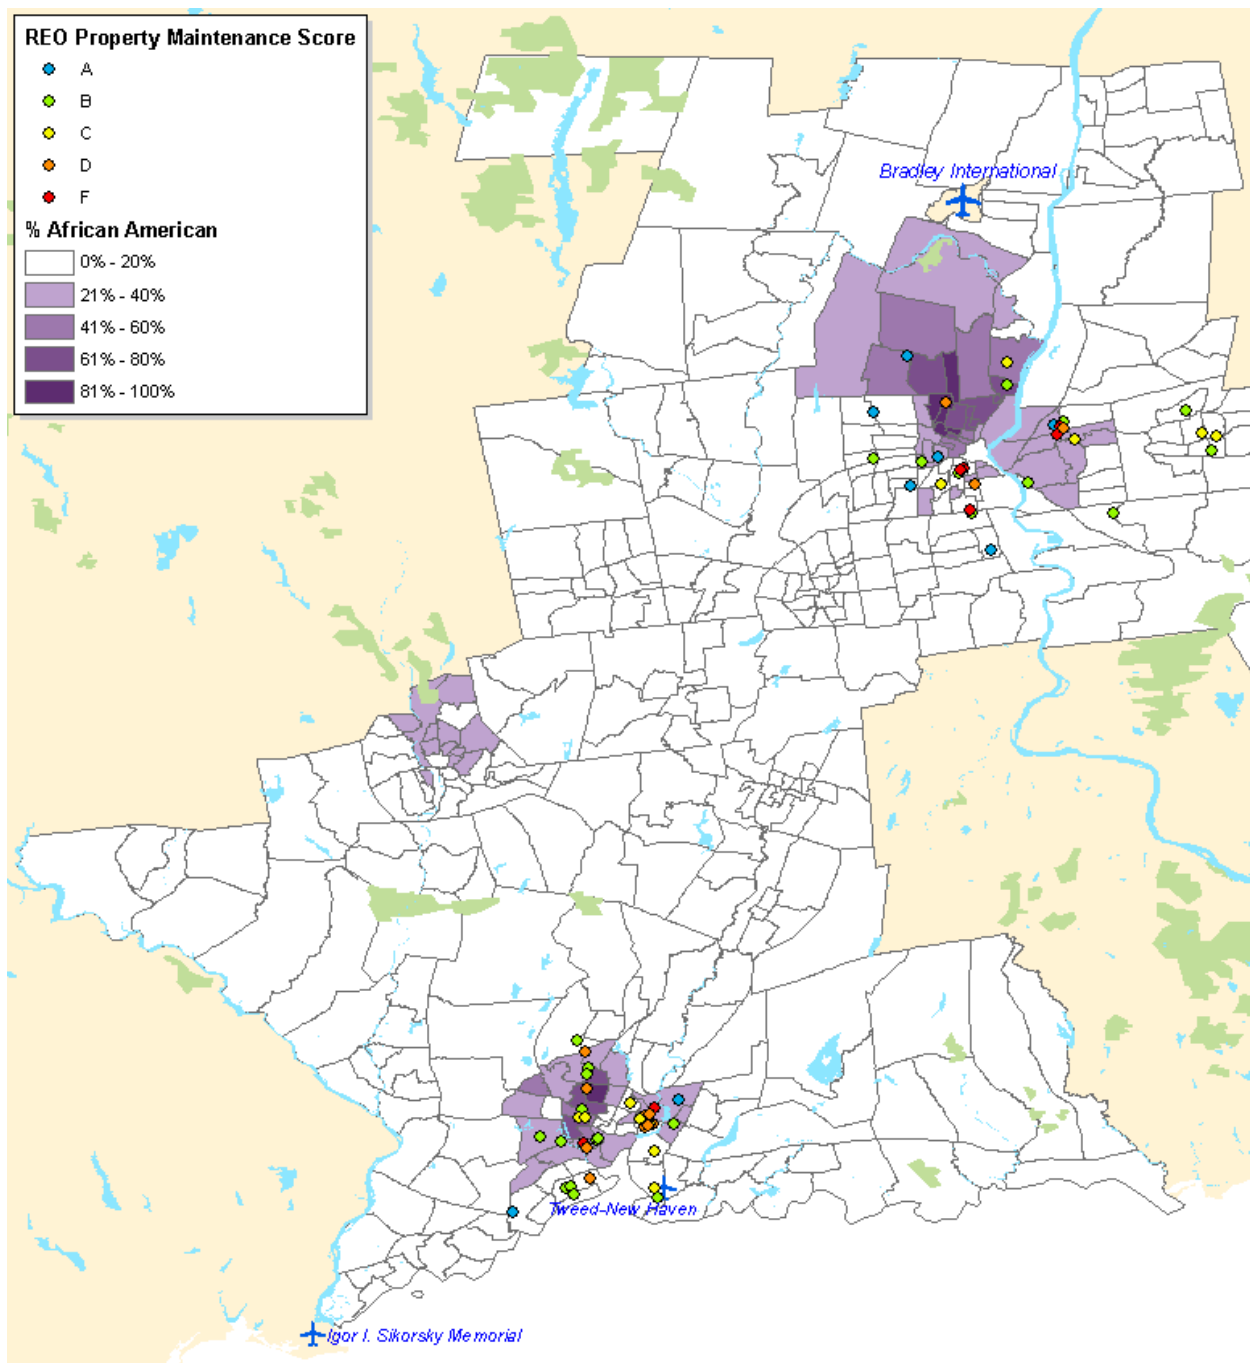 REO Property Maintenance Score
A
B
C
D
F
% African American
0% - 20%
21% - 40%
41% - 60%
61% - 80%
81% - 100%
Bradley International
Tweed-New Haven
Igor I. Sikorsky Memorial